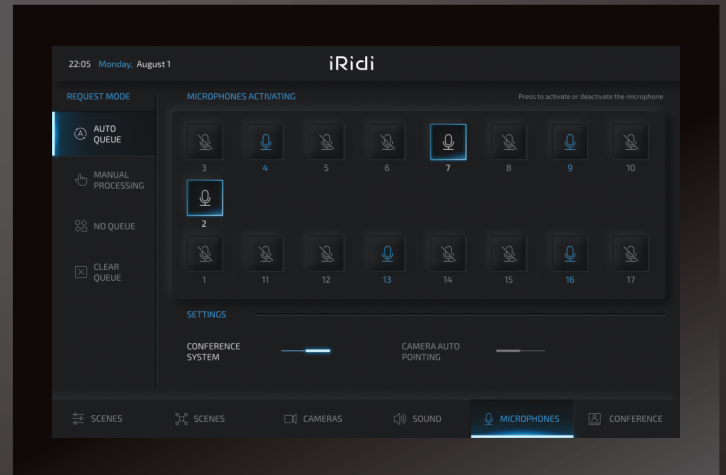 22:05 Monday, August 1
iRidi
REQUEST MODE
MICROPHONES ACTIVATING
Press to activate or deactivate the microphone
AUTO
QUEUE
MANUAL
PROCESSING
NO QUEUE
CLEAR
QUEUE
3 4 5 6 7 8 9 10
2
1 11 12 13 14 15 16 17
SETTINGS
CONFERENCE
SYSTEM
CAMERA AUTO
POINTING
SCENES SCENES CAMERAS SOUND MICROPHONES CONFERENCE